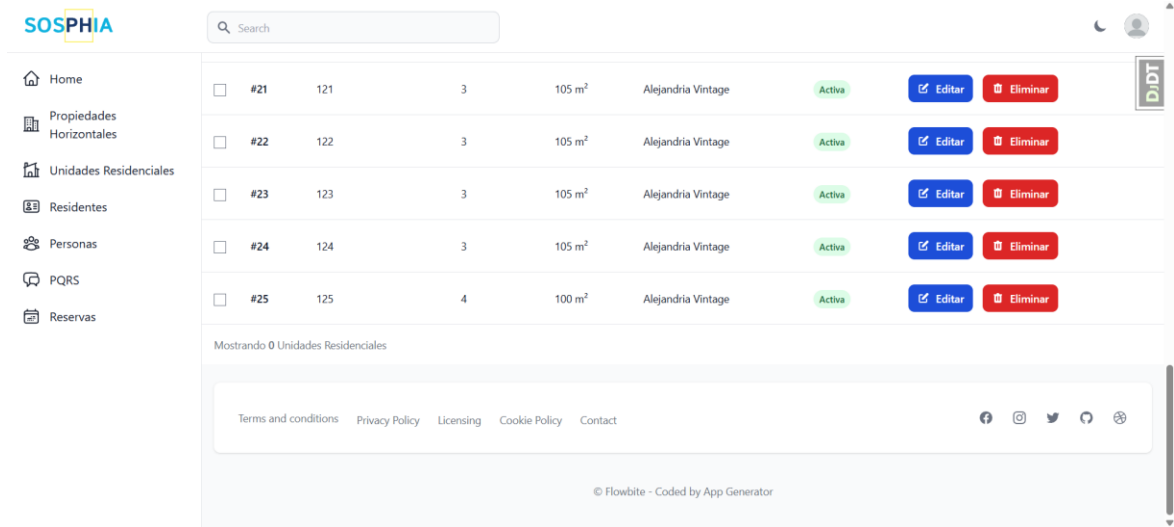 SOSPHIA
Search
Home
Propiedades
Horizontales
Unidades Residenciales
Residentes
Personas
PQRS
Reservas
#21 121 3 105 m² Alejandria Vintage Activa Editar Eliminar
#22 122 3 105 m² Alejandria Vintage Activa Editar Eliminar
#23 123 3 105 m² Alejandria Vintage Activa Editar Eliminar
#24 124 3 105 m² Alejandria Vintage Activa Editar Eliminar
#25 125 4 100 m² Alejandria Vintage Activa Editar Eliminar
Mostrando 0 Unidades Residenciales
Terms and conditions Privacy Policy Licensing Cookie Policy Contact
© Flowbite - Coded by App Generator
DJDT